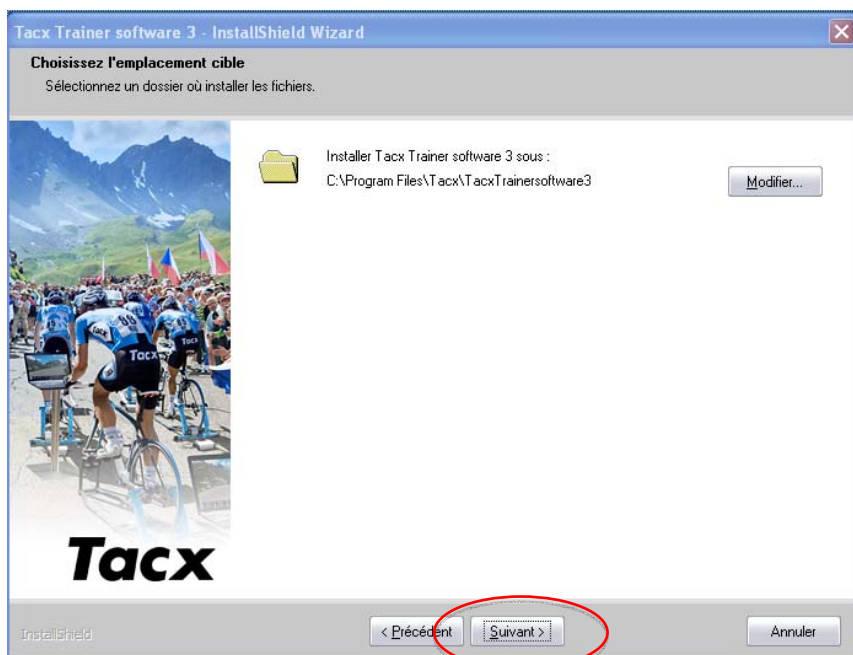 Tacx Trainer software 3 - InstallShield Wizard
Choisissez l'emplacement cible
Sélectionnez un dossier où installer les fichiers.
Installer Tacx Trainer software 3 sous :
C:\Program Files\Tacx\TacxTrainersoftware3
Modifier...
88
Tacx
Tacx
Tacx
InstallShield
< Précédent
Suivant >
Annuler